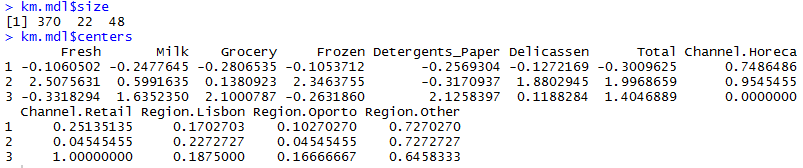 > km.mdl$size
[1] 370  22  48
> km.mdl$centers
       Fresh       Milk    Grocery     Frozen Detergents_Paper Delicassen      Total Channel.Horeca
1 -0.1060502 -0.2477645 -0.2806535 -0.1053712       -0.2569304 -0.1272169 -0.3009625      0.7486486
2  2.5075631  0.5991635  0.1380923  2.3463755       -0.3170937  1.8802945  1.9968659      0.9545455
3 -0.3318294  1.6352350  2.1000787 -0.2631860        2.1258397  0.1188284  1.4046889      0.0000000
  Channel.Retail Region.Lisbon Region.Oporto Region.Other
1     0.25135135     0.1702703    0.10270270    0.7270270
2     0.04545455     0.2272727    0.04545455    0.7272727
3     1.00000000     0.1875000    0.16666667    0.6458333